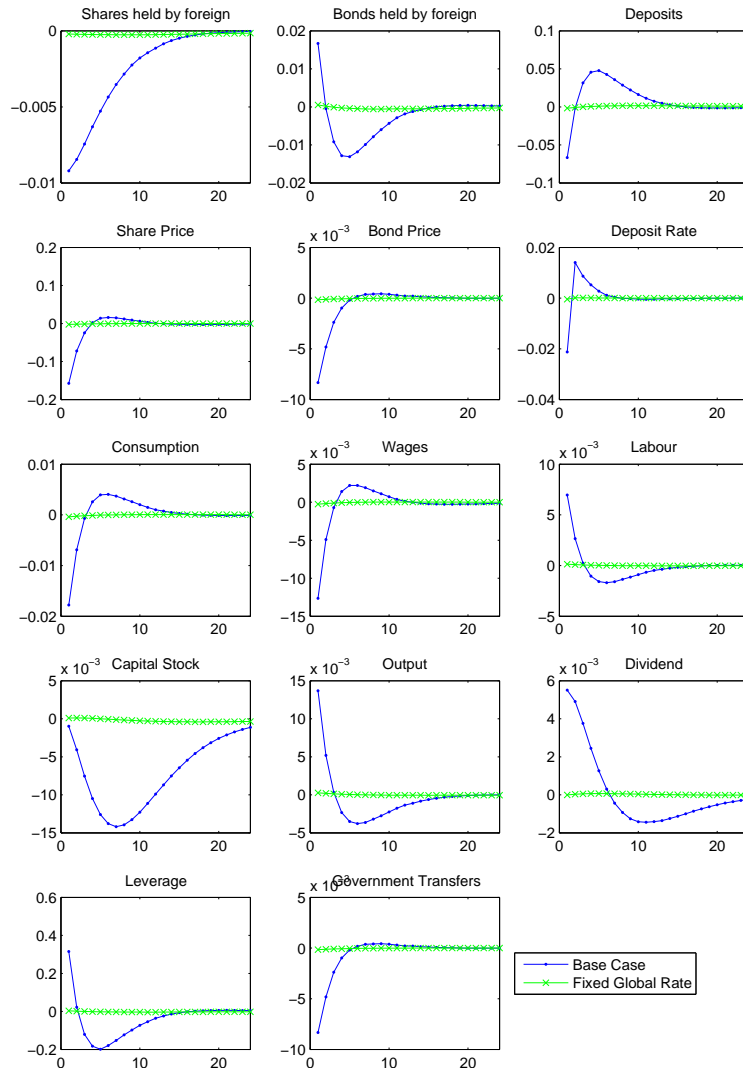 Shares held by foreign
Bonds held by foreign
Deposits
0
−0.005
−0.01
0 10 20
0.02
0.01
0
−0.01
−0.02
0 10 20
0.1
0.05
0
−0.05
−0.1
0 10 20
Share Price
Bond Price
Deposit Rate
0.2
0.1
0
−0.1
−0.2
0 10 20
x 10⁻³
5
0
−5
−10
0 10 20
0.02
0
−0.02
−0.04
0 10 20
Consumption
Wages
Labour
0.01
0
−0.01
−0.02
0 10 20
x 10⁻³
5
0
−5
−10
−15
0 10 20
x 10⁻³
10
5
0
−5
0 10 20
Capital Stock
Output
Dividend
x 10⁻³
5
0
−5
−10
−15
0 10 20
x 10⁻³
15
10
5
0
−5
0 10 20
x 10⁻³
6
4
2
0
−2
0 10 20
Leverage
Government Transfers
0.6
0.4
0.2
0
−0.2
0 10 20
x 10⁻³
5
0
−5
−10
0 10 20
Base Case
Fixed Global Rate